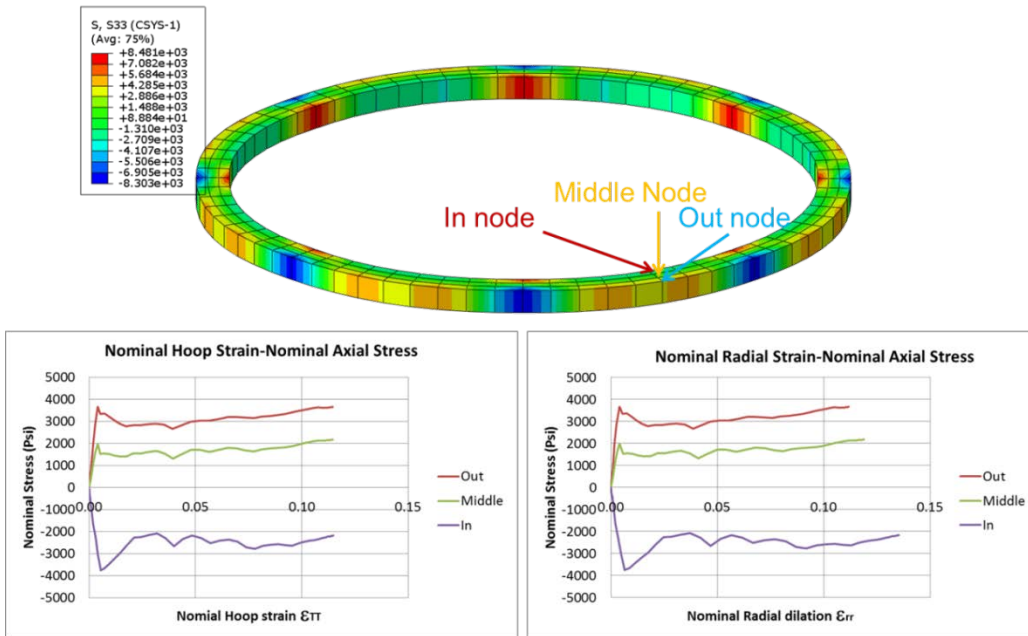 S, S33 (CSYS-1)
(Avg: 75%)
+8.481e+03
+7.082e+03
+5.684e+03
+4.285e+03
+2.886e+03
+1.488e+03
+8.884e+01
-1.310e+03
-2.709e+03
-4.107e+03
-5.506e+03
-6.905e+03
-8.303e+03
Middle Node
In node
Out node
Nominal Hoop Strain-Nominal Axial Stress
Nominal Stress (Psi)
5000
4000
3000
2000
1000
0
-1000
-2000
-3000
-4000
-5000
0.00
0.05
0.10
0.15
Out
Middle
In
Nomial Hoop strain ƐTT
Nominal Radial Strain-Nominal Axial Stress
Nominal Stress (Psi)
5000
4000
3000
2000
1000
0
-1000
-2000
-3000
-4000
-5000
0.00
0.05
0.10
0.15
Out
Middle
In
Nominal Radial dilation Ɛrr